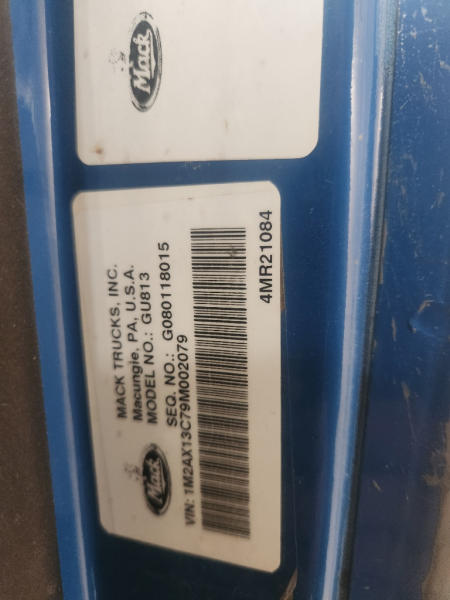 Mack
MACK TRUCKS, INC.
Macungie, PA, U.S.A.
MODEL NO.: GU813
SEQ. NO.: G080118015
Mack
VIN: 1M2AX13C79M002079
4MR21084